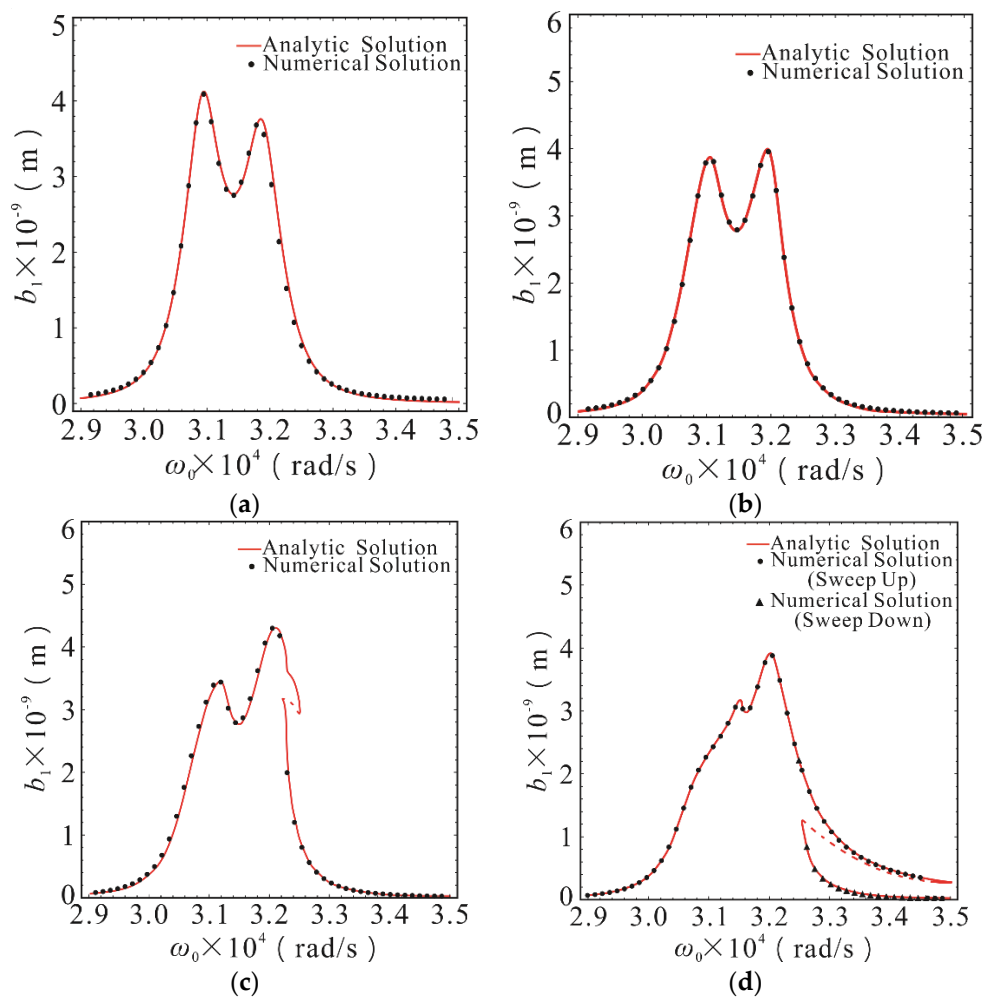 5
4
3
2
1
0
b₁×10⁻⁹ ( m )
Analytic Solution
Numerical Solution
2.9 3.0 3.1 3.2 3.3 3.4 3.5
ω₀×10⁴ ( rad/s )
(a)
6
5
4
3
2
1
0
b₁×10⁻⁹ ( m )
Analytic Solution
Numerical Solution
2.9 3.0 3.1 3.2 3.3 3.4 3.5
ω₀×10⁴ ( rad/s )
(b)
6
5
4
3
2
1
0
b₁×10⁻⁹ ( m )
Analytic Solution
Numerical Solution
2.9 3.0 3.1 3.2 3.3 3.4 3.5
ω₀×10⁴ ( rad/s )
(c)
6
5
4
3
2
1
0
b₁×10⁻⁹ ( m )
Analytic Solution
Numerical Solution
(Sweep Up)
Numerical Solution
(Sweep Down)
2.9 3.0 3.1 3.2 3.3 3.4 3.5
ω₀×10⁴ ( rad/s )
(d)